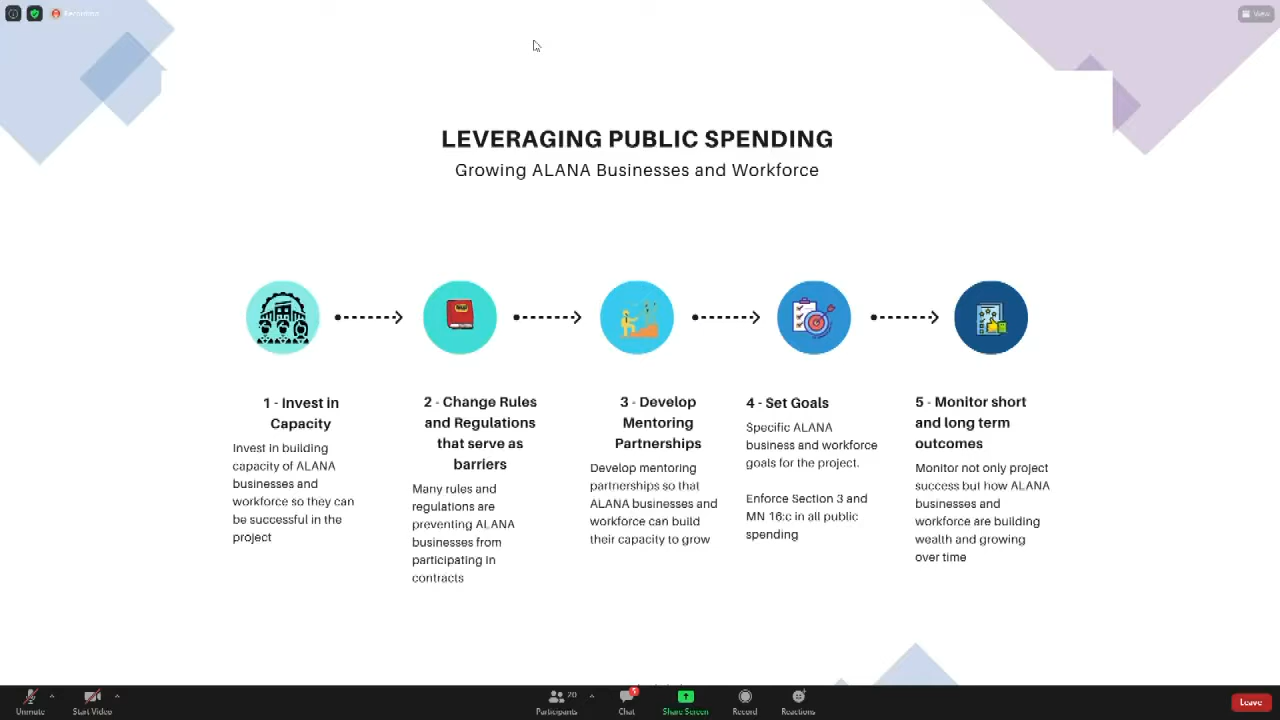 Recording
View
LEVERAGING PUBLIC SPENDING
Growing ALANA Businesses and Workforce
1 - Invest in
Capacity
Invest in building
capacity of ALANA
businesses and
workforce so they can
be successful in the
project
2 - Change Rules
and Regulations
that serve as
barriers
Many rules and
regulations are
preventing ALANA
businesses from
participating in
contracts
3 - Develop
Mentoring
Partnerships
Develop mentoring
partnerships so that
ALANA businesses and
workforce can build
their capacity to grow
4 - Set Goals
Specific ALANA
business and workforce
goals for the project.
Enforce Section 3 and
MN 16:c in all public
spending
5 - Monitor short
and long term
outcomes
Monitor not only project
success but how ALANA
businesses and
workforce are building
wealth and growing
over time
Unmute
Start Video
Participants
20
Chat
5
Share Screen
Record
Reactions
Leave